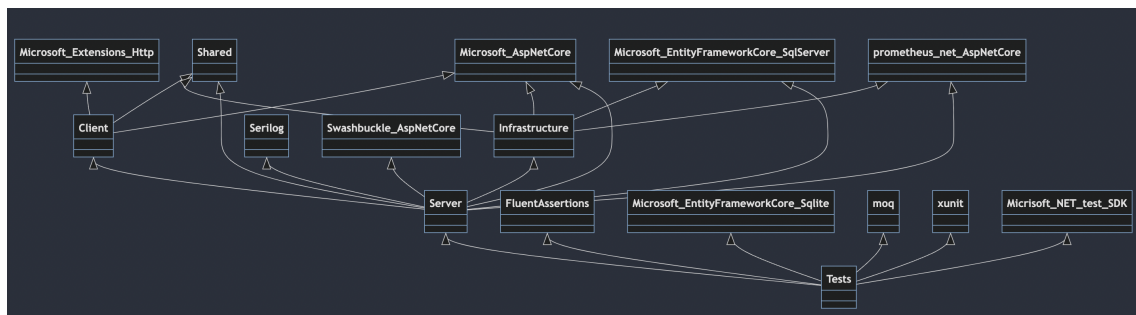 Microsoft_Extensions_Http
Shared
Microsoft_AspNetCore
Microsoft_EntityFrameworkCore_SqlServer
prometheus_net_AspNetCore
Client
Serilog
Swashbuckle_AspNetCore
Infrastructure
Server
FluentAssertions
Microsoft_EntityFrameworkCore_Sqlite
moq
xunit
Micrisoft_NET_test_SDK
Tests